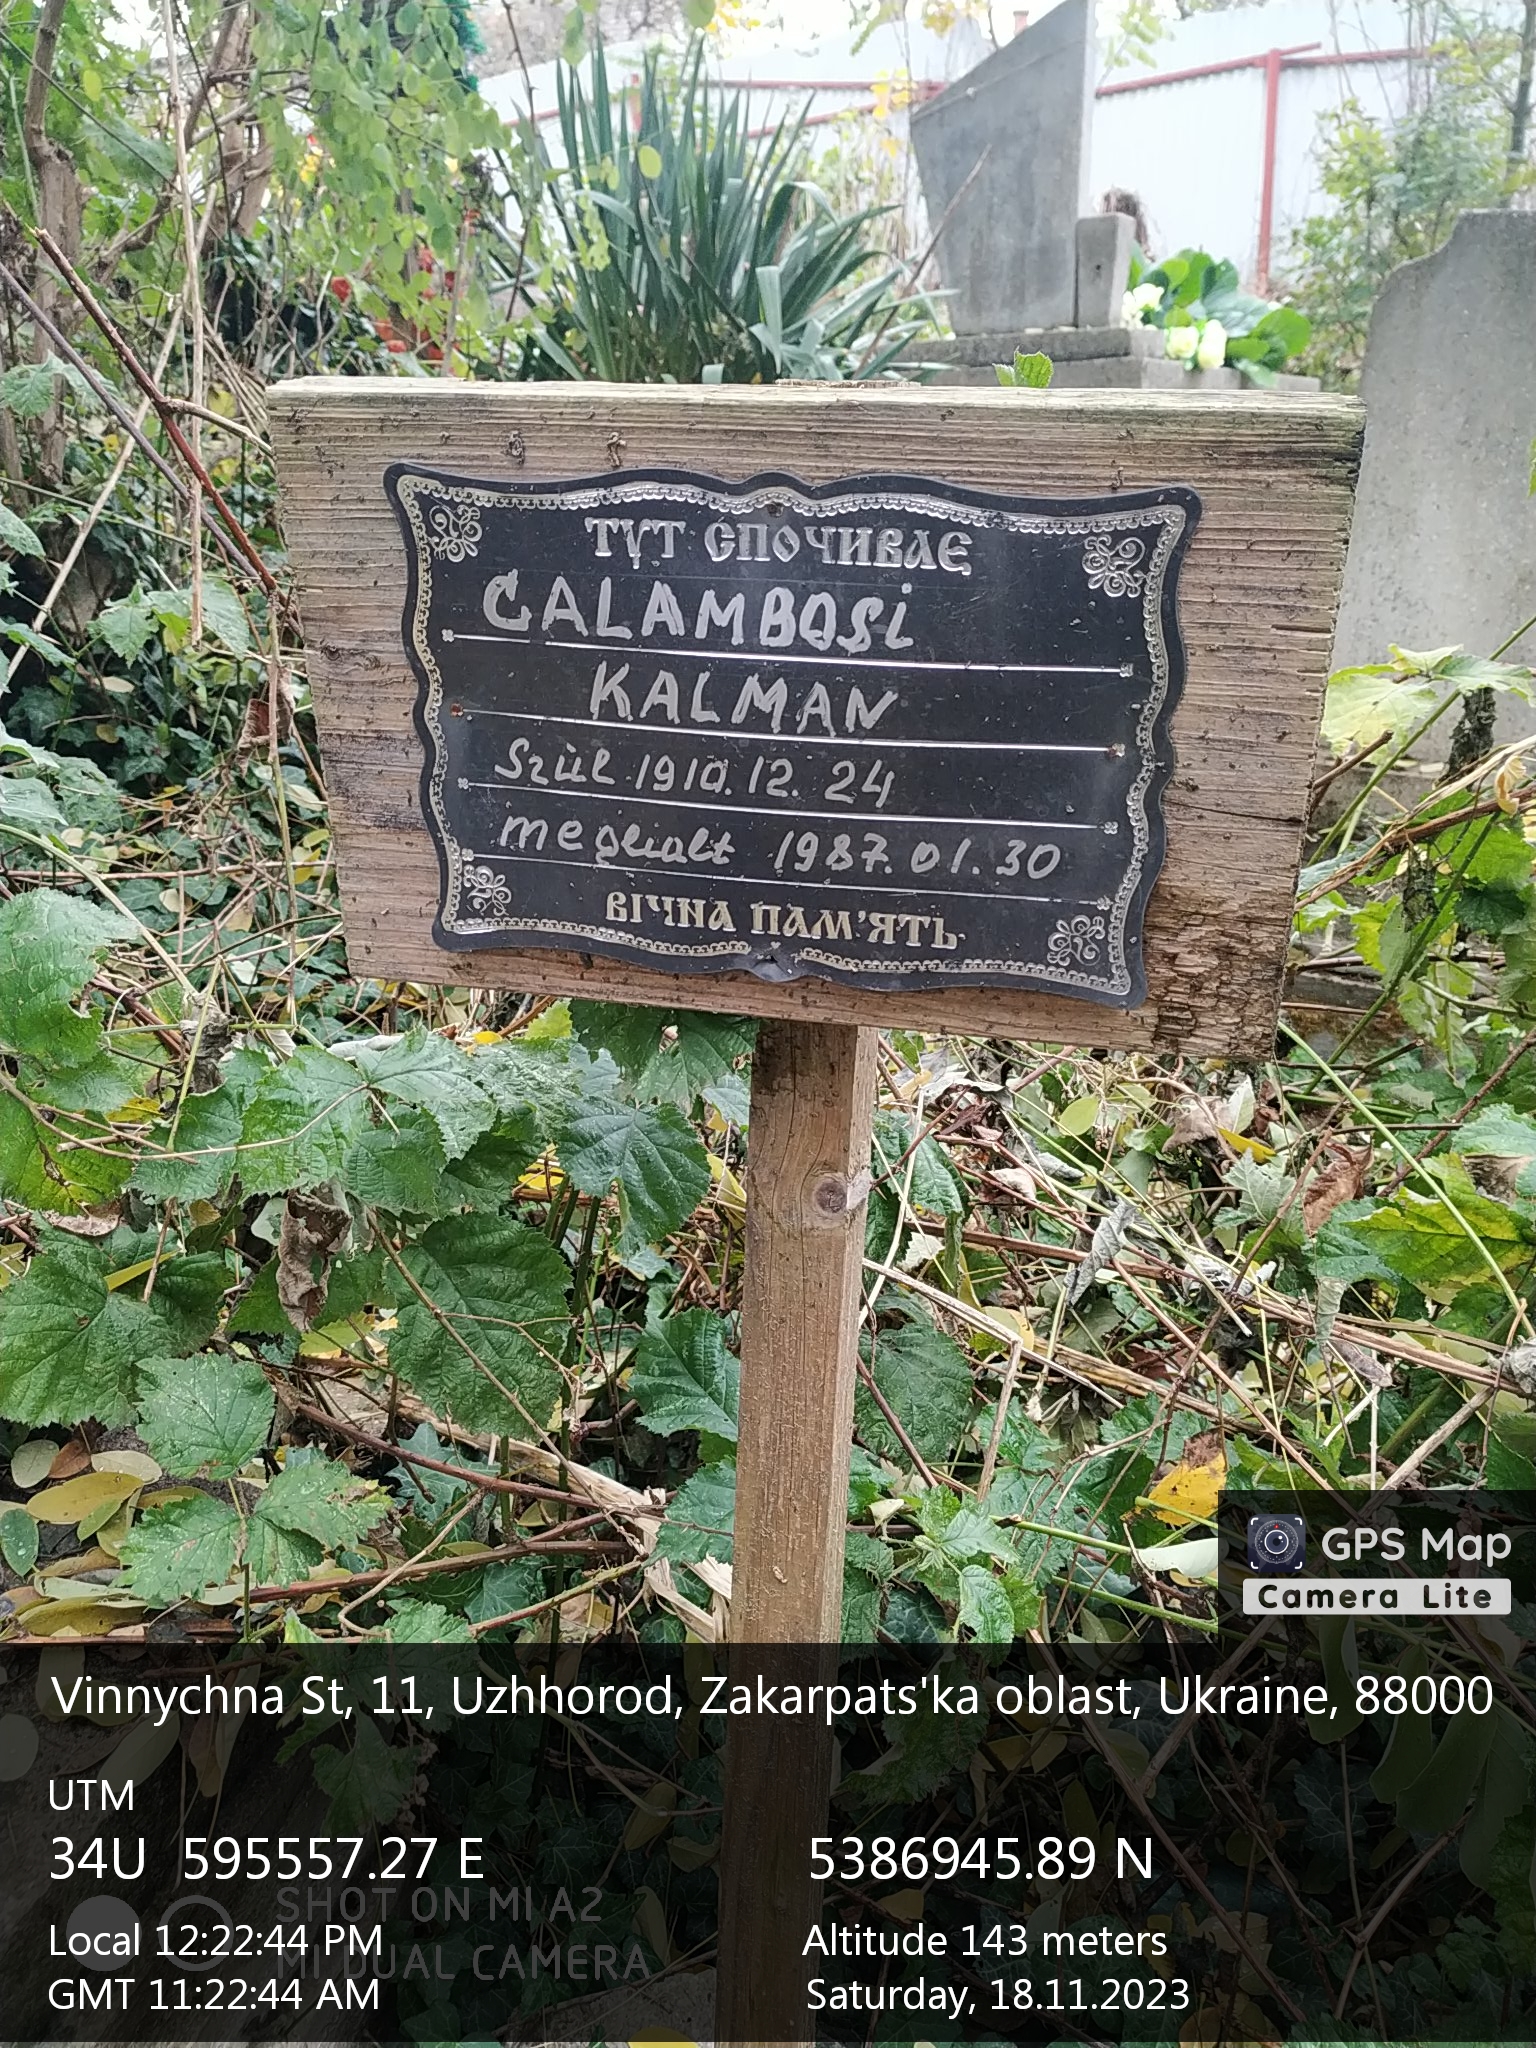 ТУТ СПОЧИВАЄ
GALAMBOSi
KALMAN
Szül 1910.12.24
meghalt 1987.01.30
ВІЧНА ПАМ'ЯТЬ
GPS Map
Camera Lite
Vinnychna St, 11, Uzhhorod, Zakarpats'ka oblast, Ukraine, 88000
UTM
34U 595557.27 E 5386945.89 N
SHOT ON MI A2
MI DUAL CAMERA
Local 12:22:44 PM Altitude 143 meters
GMT 11:22:44 AM Saturday, 18.11.2023